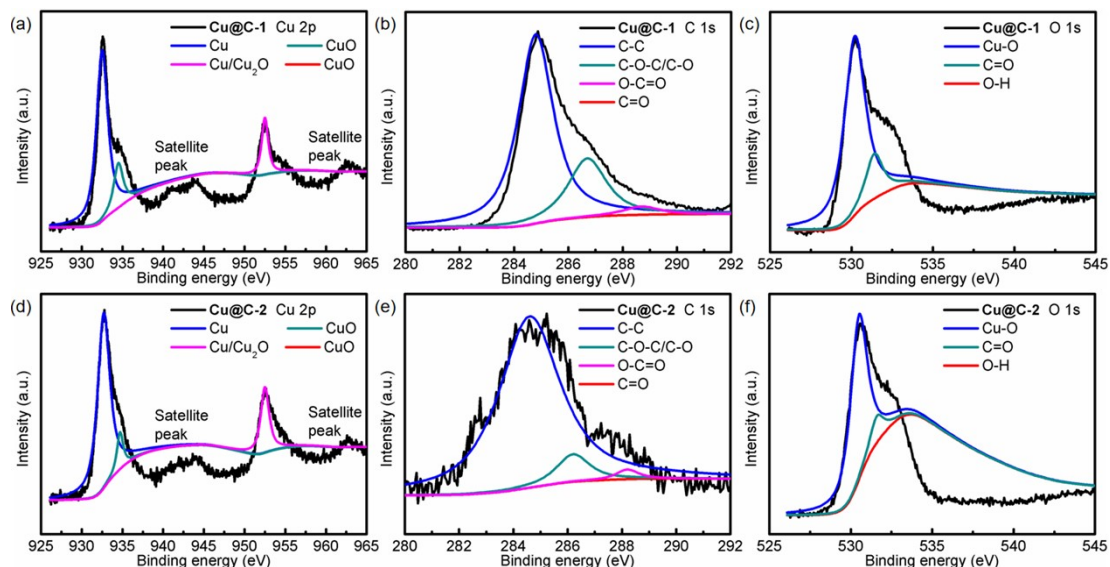 (a)
Cu@C-1 Cu 2p
Cu CuO
Cu/Cu₂O CuO
Satellite
peak
Satellite
peak
Intensity (a.u.)
925 930 935 940 945 950 955 960 965
Binding energy (eV)
(b)
Cu@C-1 C 1s
C-C
C-O-C/C-O
O-C=O
C=O
Intensity (a.u.)
280 282 284 286 288 290 292
Binding energy (eV)
(c)
Cu@C-1 O 1s
Cu-O
C=O
O-H
Intensity (a.u.)
525 530 535 540 545
Binding energy (eV)
(d)
Cu@C-2 Cu 2p
Cu CuO
Cu/Cu₂O CuO
Satellite
peak
Satellite
peak
Intensity (a.u.)
925 930 935 940 945 950 955 960 965
Binding energy (eV)
(e)
Cu@C-2 C 1s
C-C
C-O-C/C-O
O-C=O
C=O
Intensity (a.u.)
280 282 284 286 288 290 292
Binding energy (eV)
(f)
Cu@C-2 O 1s
Cu-O
C=O
O-H
Intensity (a.u.)
525 530 535 540 545
Binding energy (eV)